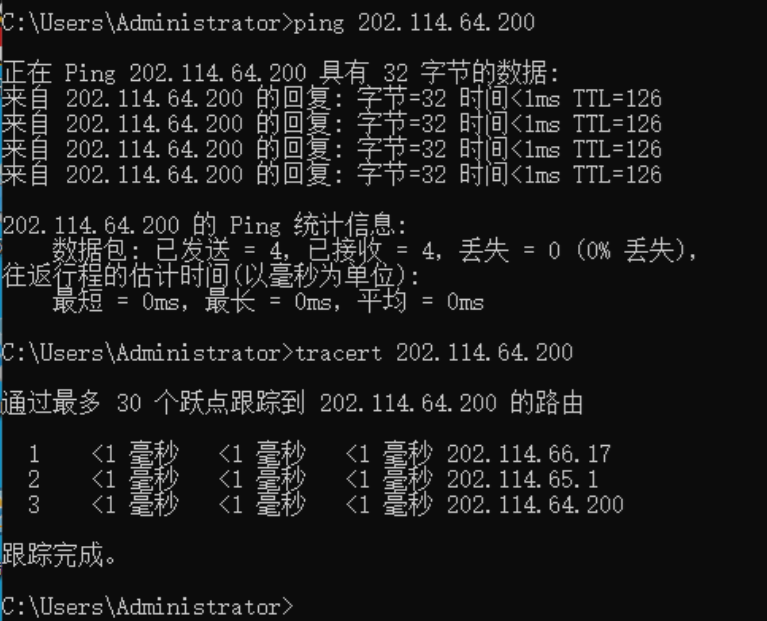 C:\Users\Administrator>ping 202.114.64.200
正在 Ping 202.114.64.200 具有 32 字节的数据:
来自 202.114.64.200 的回复: 字节=32 时间<1ms TTL=126
来自 202.114.64.200 的回复: 字节=32 时间<1ms TTL=126
来自 202.114.64.200 的回复: 字节=32 时间<1ms TTL=126
来自 202.114.64.200 的回复: 字节=32 时间<1ms TTL=126
202.114.64.200 的 Ping 统计信息:
    数据包: 已发送 = 4，已接收 = 4，丢失 = 0 (0% 丢失)，
往返行程的估计时间(以毫秒为单位):
    最短 = 0ms，最长 = 0ms，平均 = 0ms
C:\Users\Administrator>tracert 202.114.64.200
通过最多 30 个跃点跟踪到 202.114.64.200 的路由
  1    <1 毫秒   <1 毫秒   <1 毫秒 202.114.66.17
  2    <1 毫秒   <1 毫秒   <1 毫秒 202.114.65.1
  3    <1 毫秒   <1 毫秒   <1 毫秒 202.114.64.200
跟踪完成。
C:\Users\Administrator>